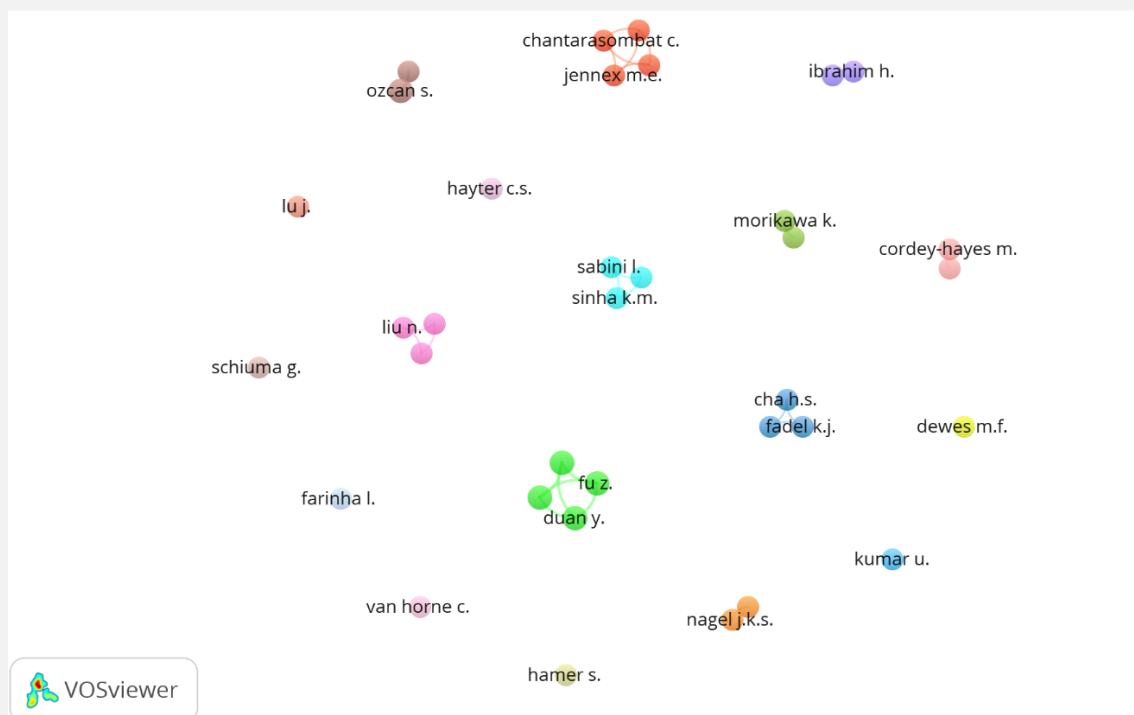 chantarasombat c.
jennex m.e.
ibrahim h.
ozcan s.
hayter c.s.
lu j.
morikawa k.
cordey-hayes m.
sabini l.
sinha k.m.
liu n.
schiuma g.
cha h.s.
fadel k.j.
dewes m.f.
fu z.
farinha l.
duan y.
kumar u.
van horne c.
nagel j.k.s.
hamer s.
VOSviewer